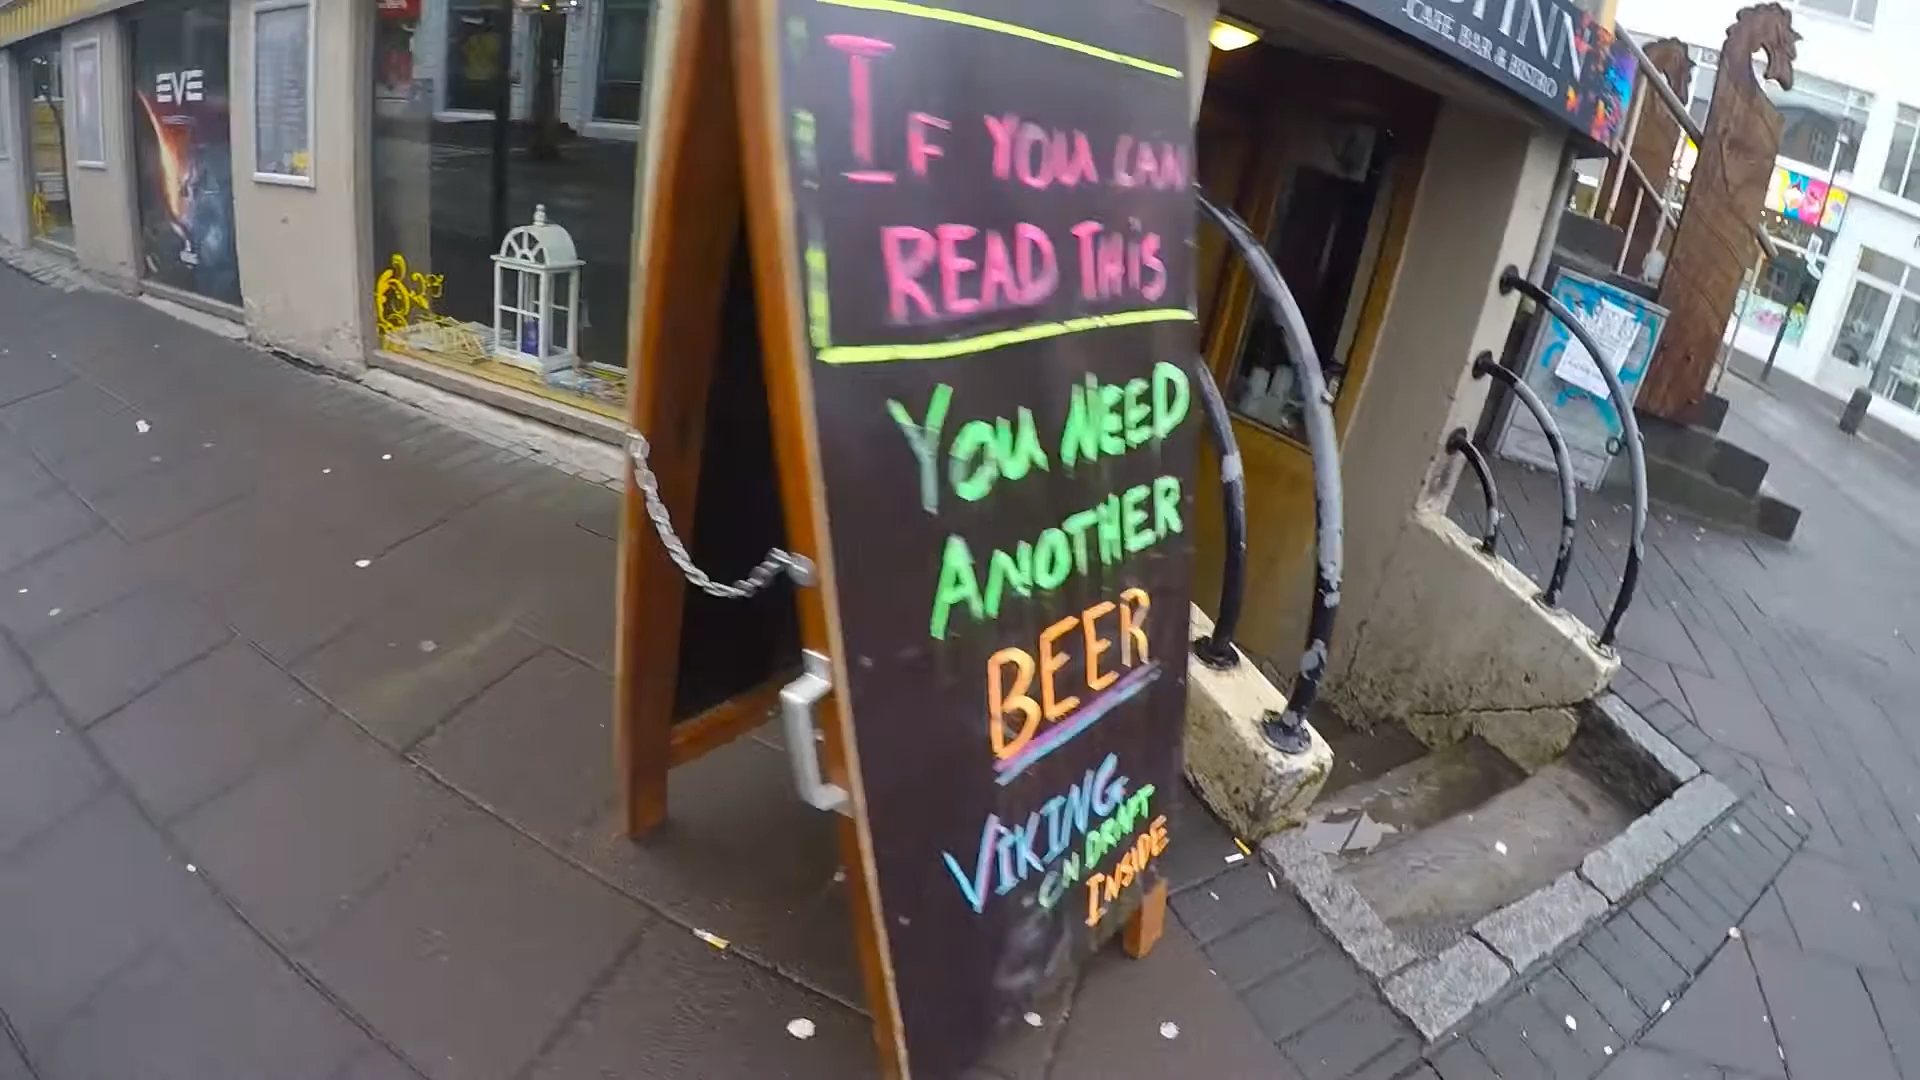 EVE
IF YOU CAN
READ THIS
YOU NEED
ANOTHER
BEER
VIKING
ON DRAFT
INSIDE
CAFE, BAR & BISTRO